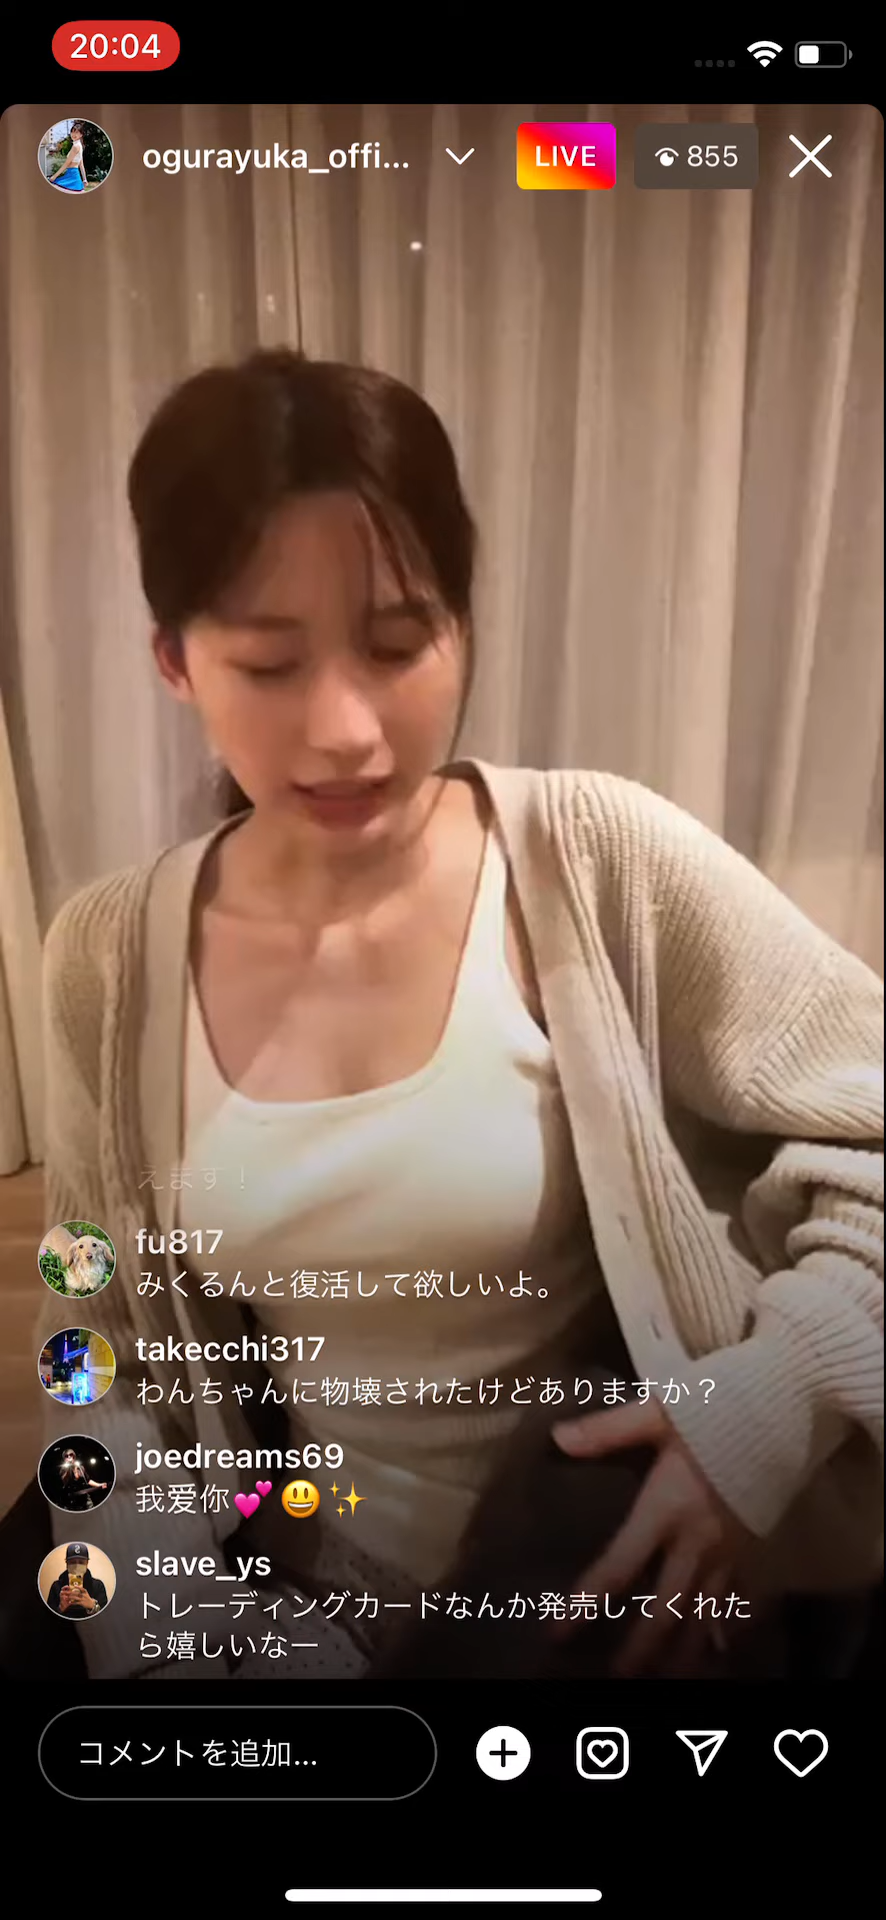 20:04
ogurayuka_offi...
LIVE
855
えます！
fu817
みくるんと復活して欲しいよ。
takecchi317
わんちゃんに物壊されたけどありますか？
joedreams69
我爱你💕😃✨
slave_ys
トレーディングカードなんか発売してくれた
ら嬉しいなー
コメントを追加...